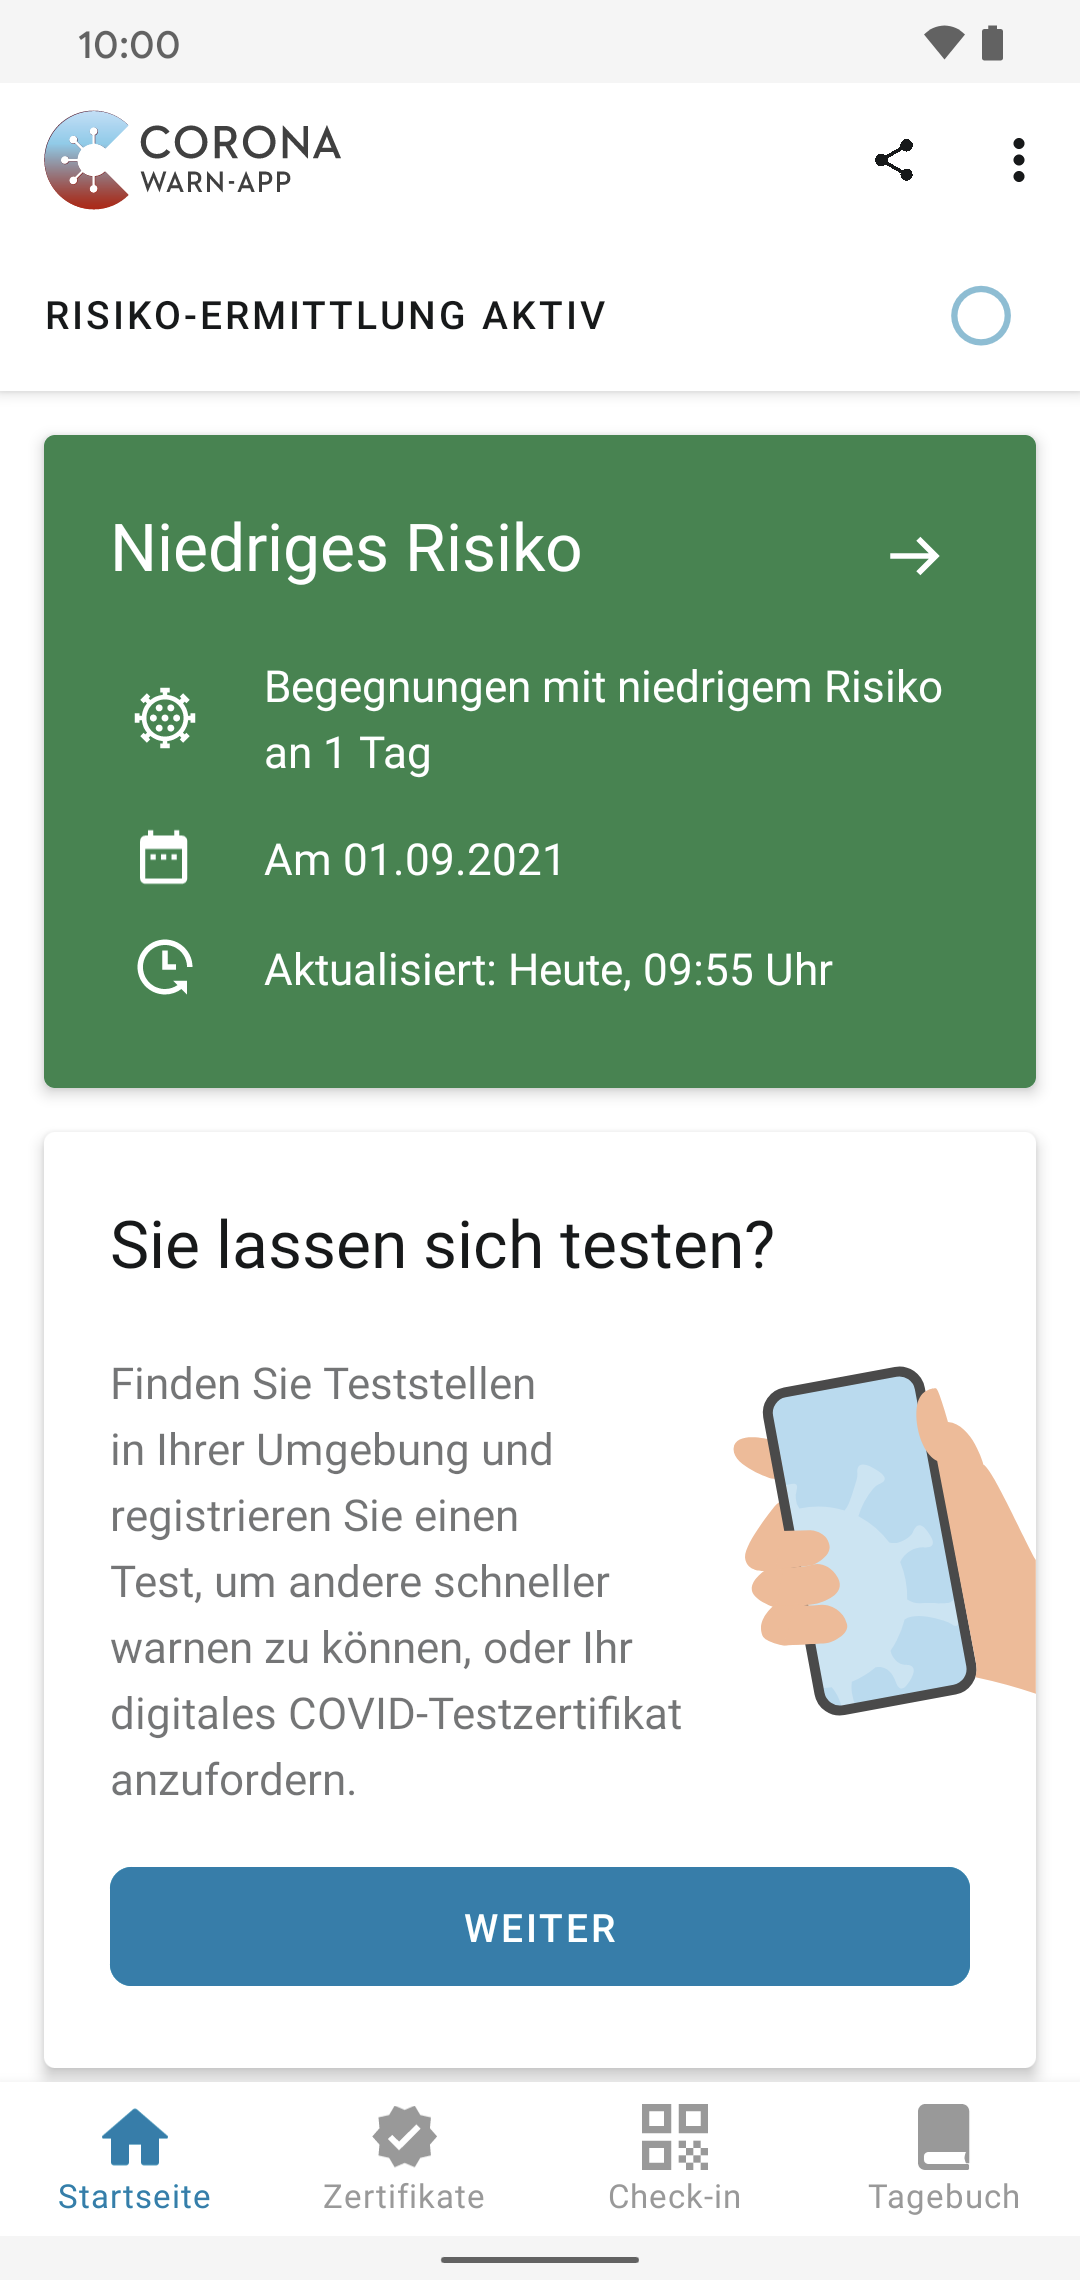 10:00
CORONA
WARN-APP
RISIKO-ERMITTLUNG AKTIV
Niedriges Risiko
Begegnungen mit niedrigem Risiko
an 1 Tag
Am 01.09.2021
Aktualisiert: Heute, 09:55 Uhr
Sie lassen sich testen?
Finden Sie Teststellen
in Ihrer Umgebung und
registrieren Sie einen
Test, um andere schneller
warnen zu können, oder Ihr
digitales COVID-Testzertifikat
anzufordern.
WEITER
Startseite Zertifikate Check-in Tagebuch